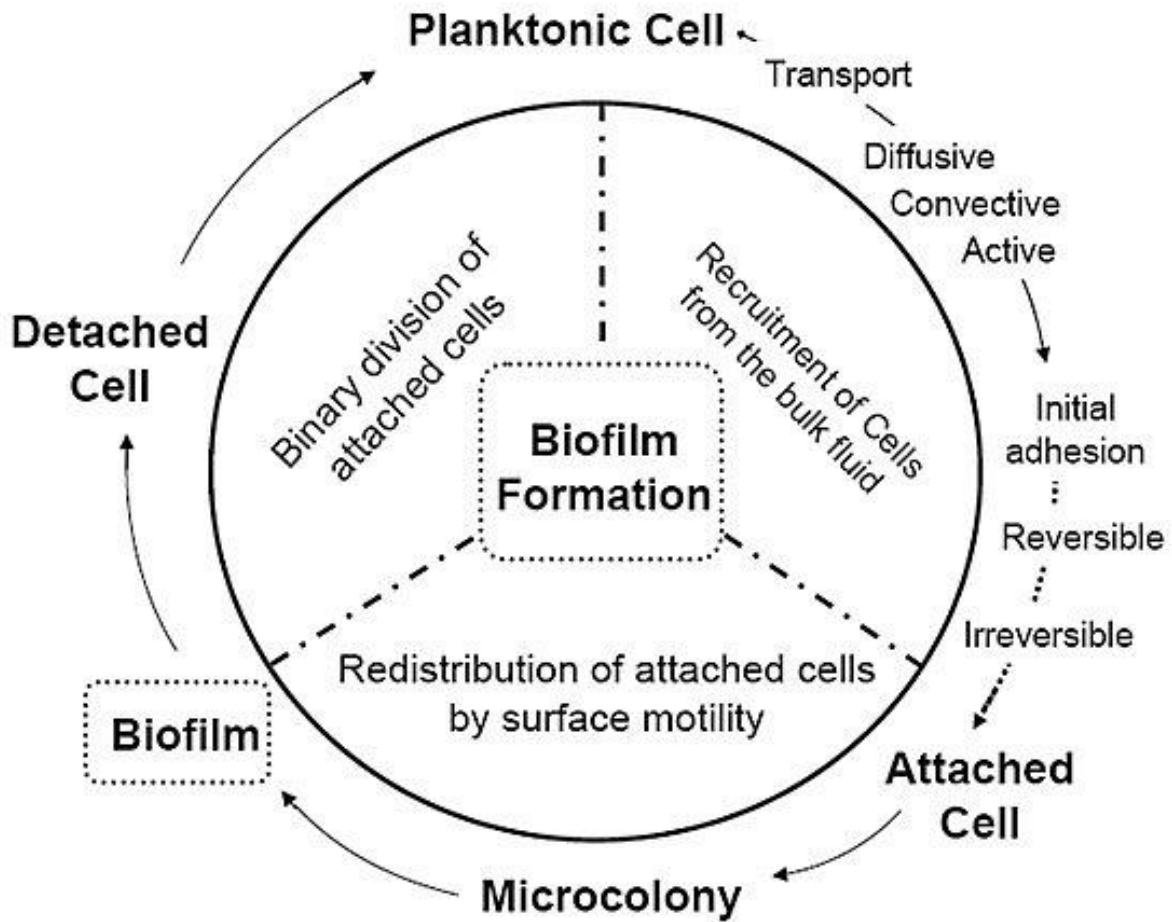 Planktonic Cell
Transport
Diffusive
Convective
Active
Initial
adhesion
Reversible
Irreversible
Attached
Cell
Microcolony
Biofilm
Detached
Cell
Binary division of
attached cells
Recruitment of Cells
from the bulk fluid
Redistribution of attached cells
by surface motility
Biofilm
Formation